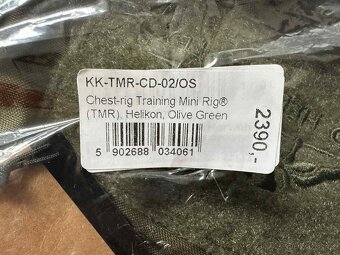 KK-TMR-CD-02/OS
Chest-rig Training Mini Rig®
(TMR), Helikon, Olive Green
5 902688 034061
2390,-